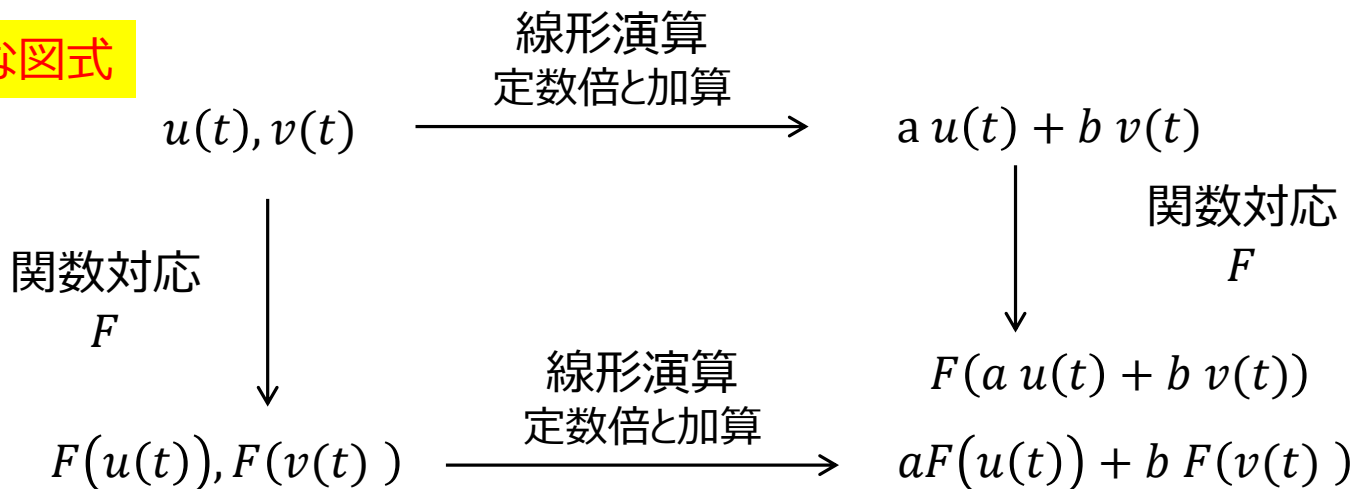 な図式
線形演算
定数倍と加算
u(t), v(t)
a u(t) + b v(t)
関数対応
F
関数対応
F
線形演算
定数倍と加算
F(a u(t) + b v(t))
F(u(t)), F(v(t) )
aF(u(t)) + b F(v(t) )